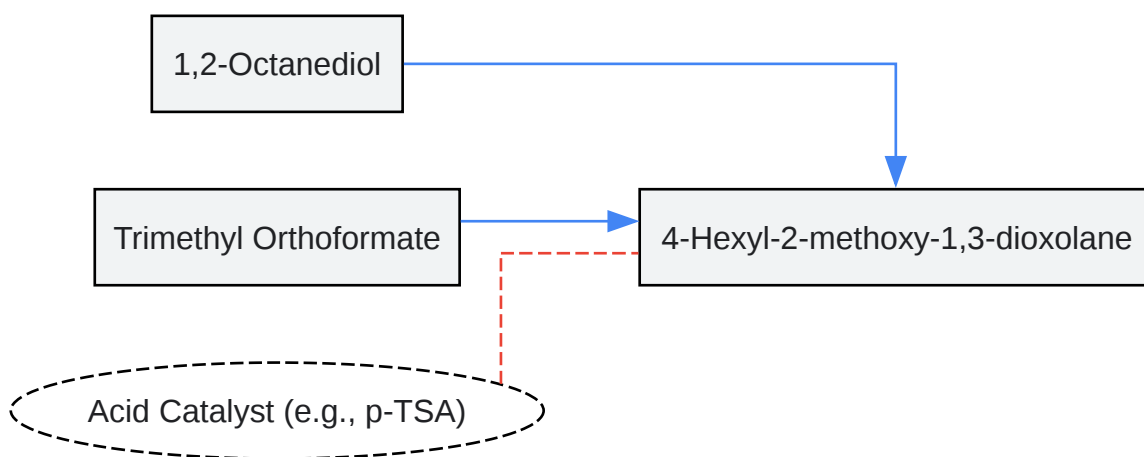 1,2-Octanediol
Trimethyl Orthoformate
4-Hexyl-2-methoxy-1,3-dioxolane
Acid Catalyst (e.g., p-TSA)